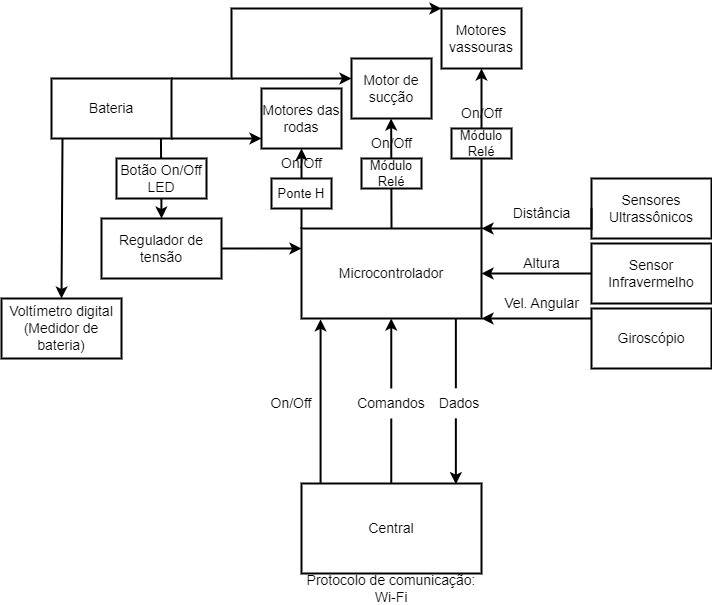 Motores
vassouras
Motor de
sucção
Bateria
Motores das
rodas
On/Off
On/Off
On/Off
Módulo
Relé
Botão On/Off
LED
Módulo
Relé
Ponte H
Distância
Sensores
Ultrassônicos
Regulador de
tensão
Microcontrolador
Altura
Sensor
Infravermelho
Voltímetro digital
(Medidor de
bateria)
Vel. Angular
Giroscópio
On/Off
Comandos
Dados
Central
Protocolo de comunicação:
Wi-Fi